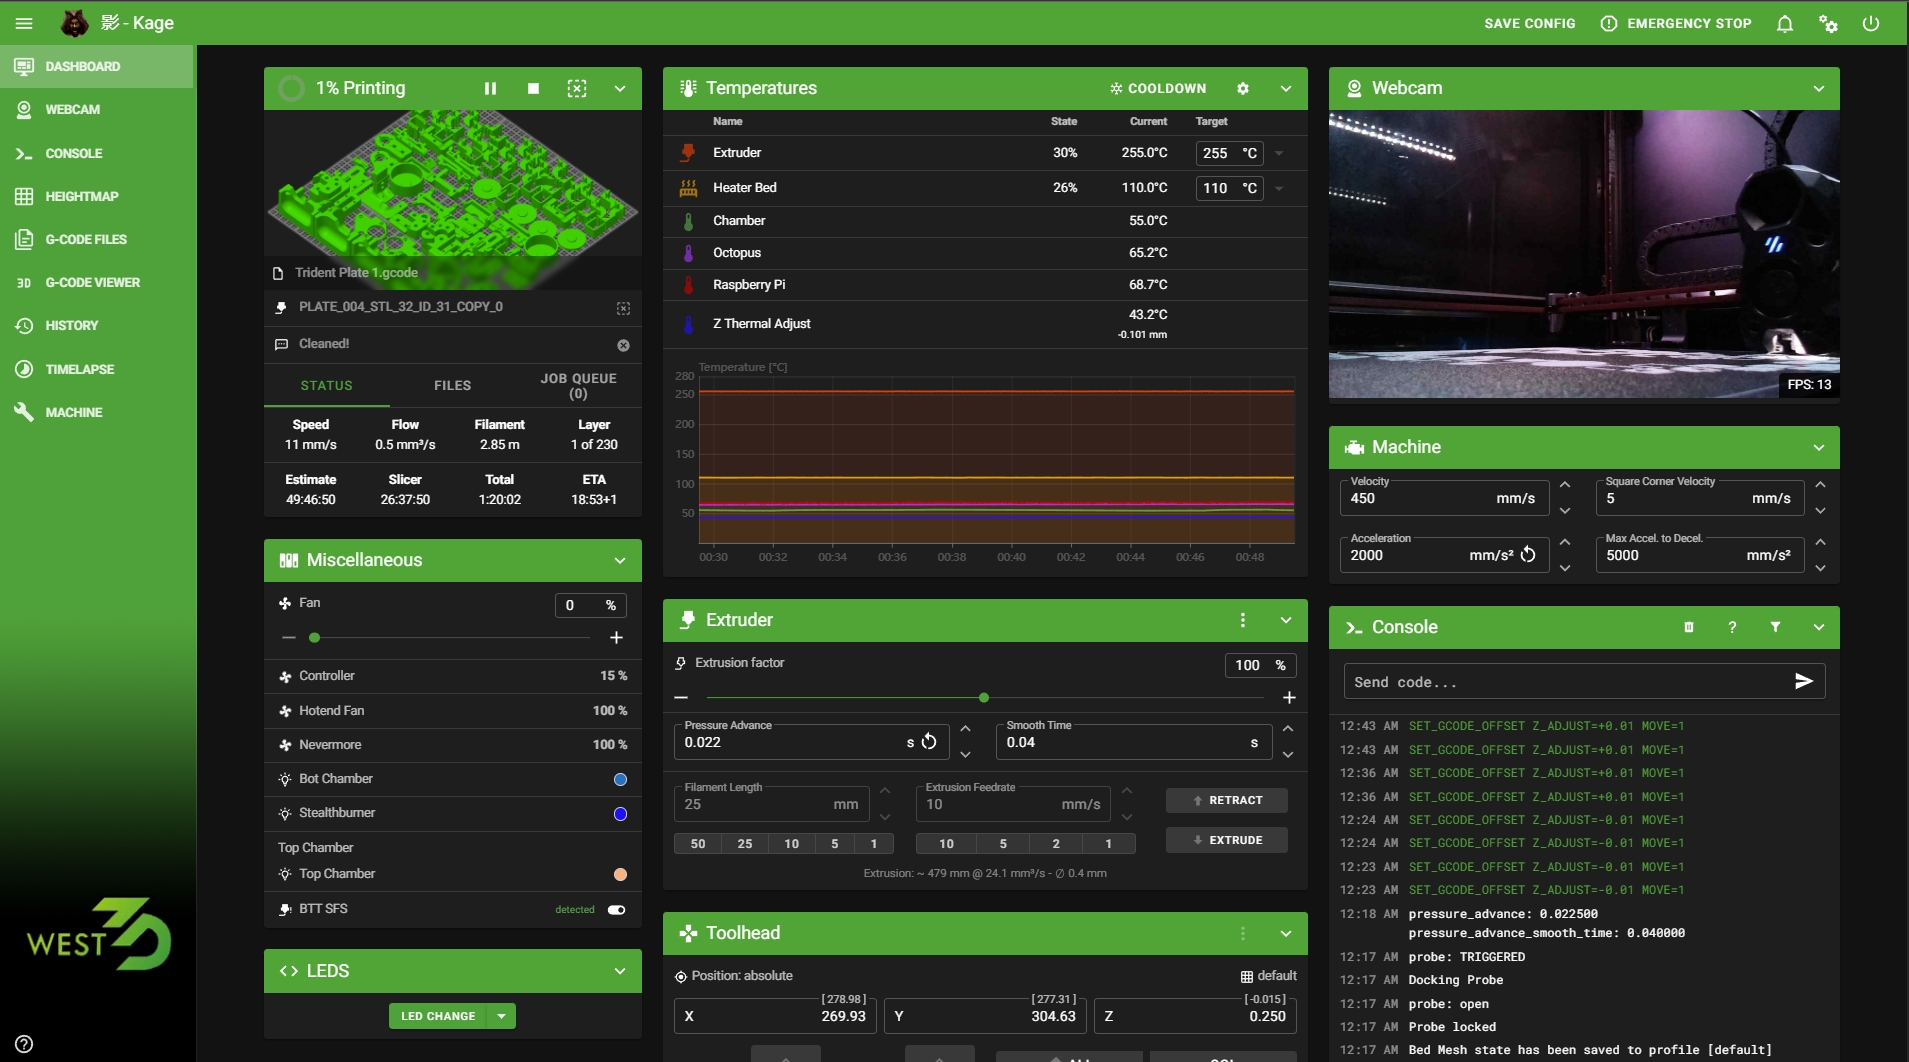 影 - Kage
SAVE CONFIG
EMERGENCY STOP
DASHBOARD
WEBCAM
CONSOLE
HEIGHTMAP
G-CODE FILES
3D G-CODE VIEWER
HISTORY
TIMELAPSE
MACHINE
WEST3D
1% Printing
Trident Plate 1.gcode
PLATE_004_STL_32_ID_31_COPY_0
Cleaned!
STATUS FILES JOB QUEUE
(0)
Speed Flow Filament Layer
11 mm/s 0.5 mm³/s 2.85 m 1 of 230
Estimate Slicer Total ETA
49:46:50 26:37:50 1:20:02 18:53+1
Miscellaneous
Fan 0 %
Controller 15 %
Hotend Fan 100 %
Nevermore 100 %
Bot Chamber
Stealthburner
Top Chamber
Top Chamber
BTT SFS detected
LEDS
LED CHANGE
Temperatures COOLDOWN
Name State Current Target
Extruder 30% 255.0°C 255 °C
Heater Bed 26% 110.0°C 110 °C
Chamber 55.0°C
Octopus 65.2°C
Raspberry Pi 68.7°C
Z Thermal Adjust 43.2°C
-0.101 mm
Temperature [°C]
280
250
200
150
100
50
00:30 00:32 00:34 00:36 00:38 00:40 00:42 00:44 00:46 00:48
Extruder
Extrusion factor 100 %
Pressure Advance Smooth Time
0.022 s 0.04 s
Filament Length Extrusion Feedrate
25 mm 10 mm/s
RETRACT
50 25 10 5 1 10 5 2 1
EXTRUDE
Extrusion: ~ 479 mm @ 24.1 mm³/s - ∅ 0.4 mm
Toolhead
Position: absolute default
[ 278.98 ] [ 277.31 ] [ -0.015 ]
X 269.93 Y 304.63 Z 0.250
Webcam
FPS: 13
Machine
Velocity Square Corner Velocity
450 mm/s 5 mm/s
Acceleration Max Accel. to Decel.
2000 mm/s² 5000 mm/s²
Console
Send code...
12:43 AM SET_GCODE_OFFSET Z_ADJUST=+0.01 MOVE=1
12:43 AM SET_GCODE_OFFSET Z_ADJUST=+0.01 MOVE=1
12:36 AM SET_GCODE_OFFSET Z_ADJUST=+0.01 MOVE=1
12:36 AM SET_GCODE_OFFSET Z_ADJUST=+0.01 MOVE=1
12:24 AM SET_GCODE_OFFSET Z_ADJUST=-0.01 MOVE=1
12:24 AM SET_GCODE_OFFSET Z_ADJUST=-0.01 MOVE=1
12:23 AM SET_GCODE_OFFSET Z_ADJUST=-0.01 MOVE=1
12:23 AM SET_GCODE_OFFSET Z_ADJUST=-0.01 MOVE=1
12:18 AM pressure_advance: 0.022500
pressure_advance_smooth_time: 0.040000
12:17 AM probe: TRIGGERED
12:17 AM Docking Probe
12:17 AM probe: open
12:17 AM Probe locked
12:17 AM Bed Mesh state has been saved to profile [default]